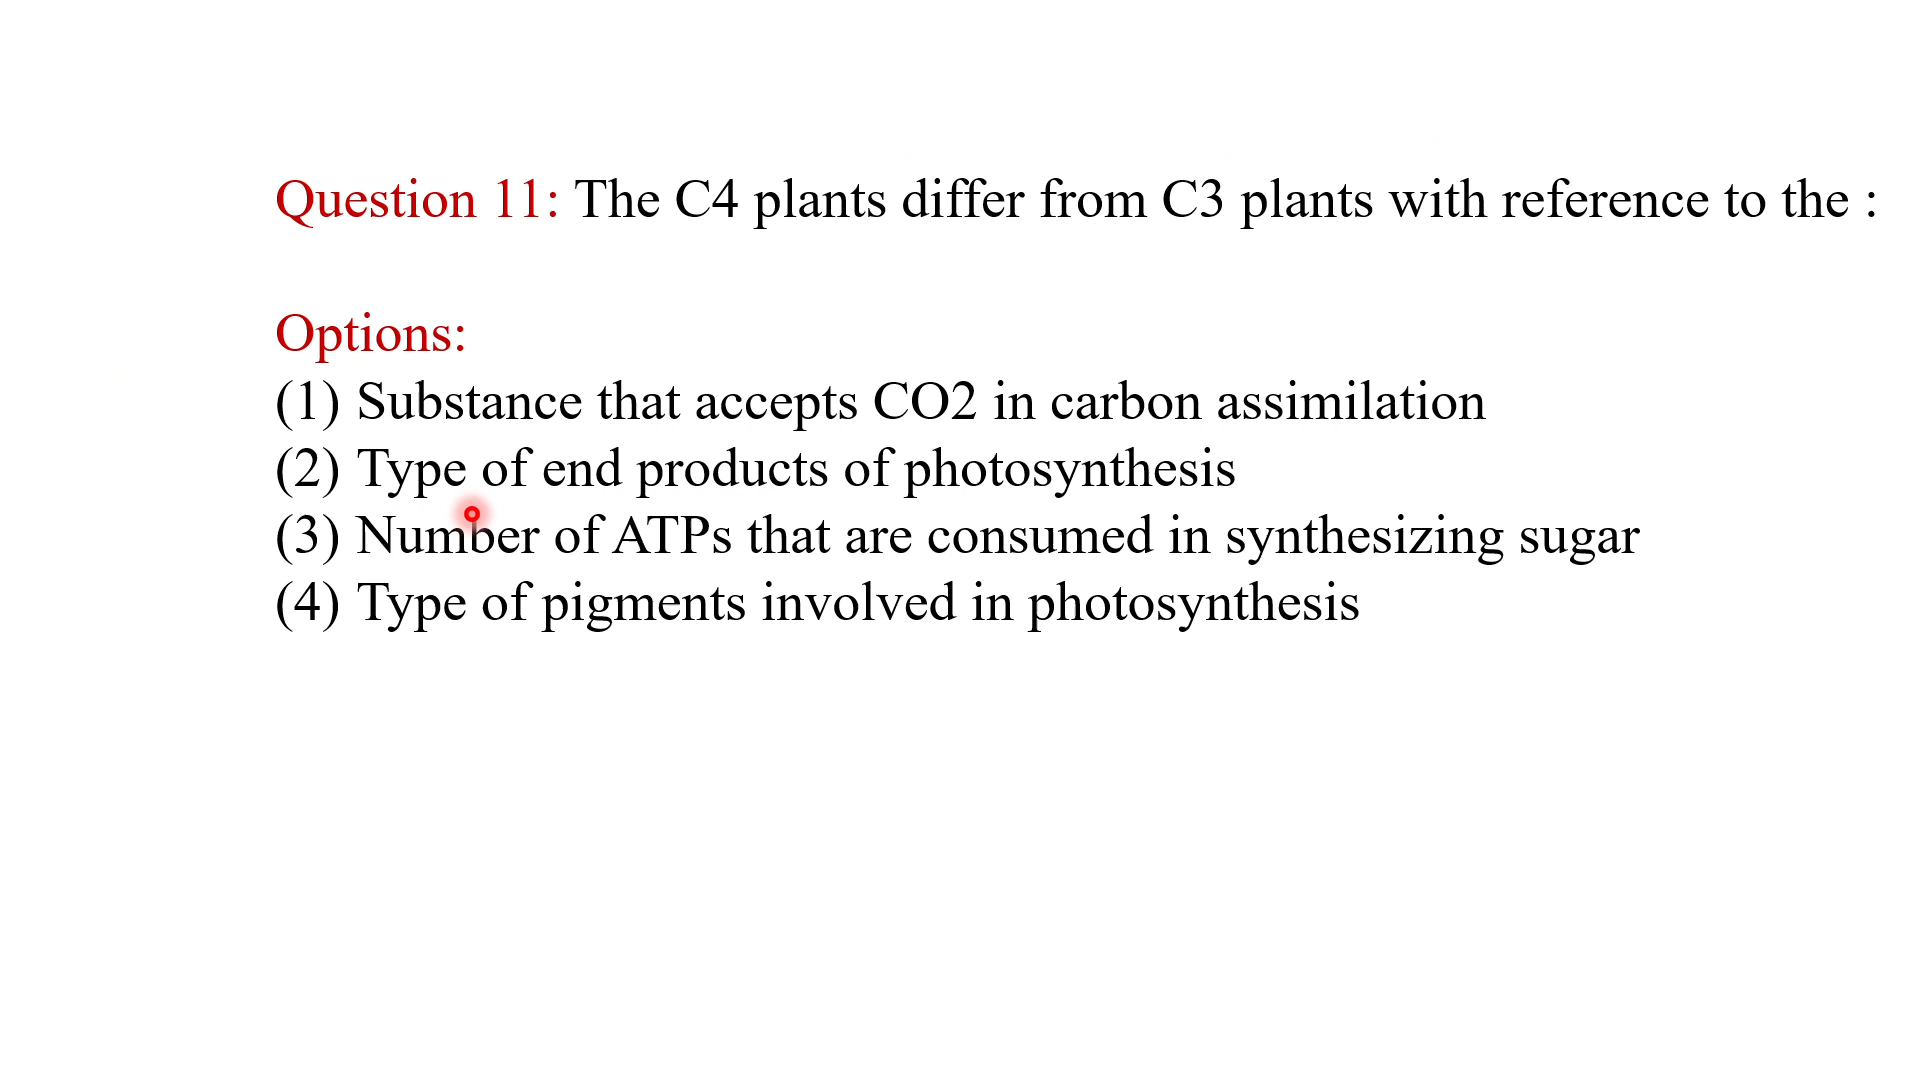 Question 11: The C4 plants differ from C3 plants with reference to the :
Options:
(1) Substance that accepts CO2 in carbon assimilation
(2) Type of end products of photosynthesis
(3) Number of ATPs that are consumed in synthesizing sugar
(4) Type of pigments involved in photosynthesis